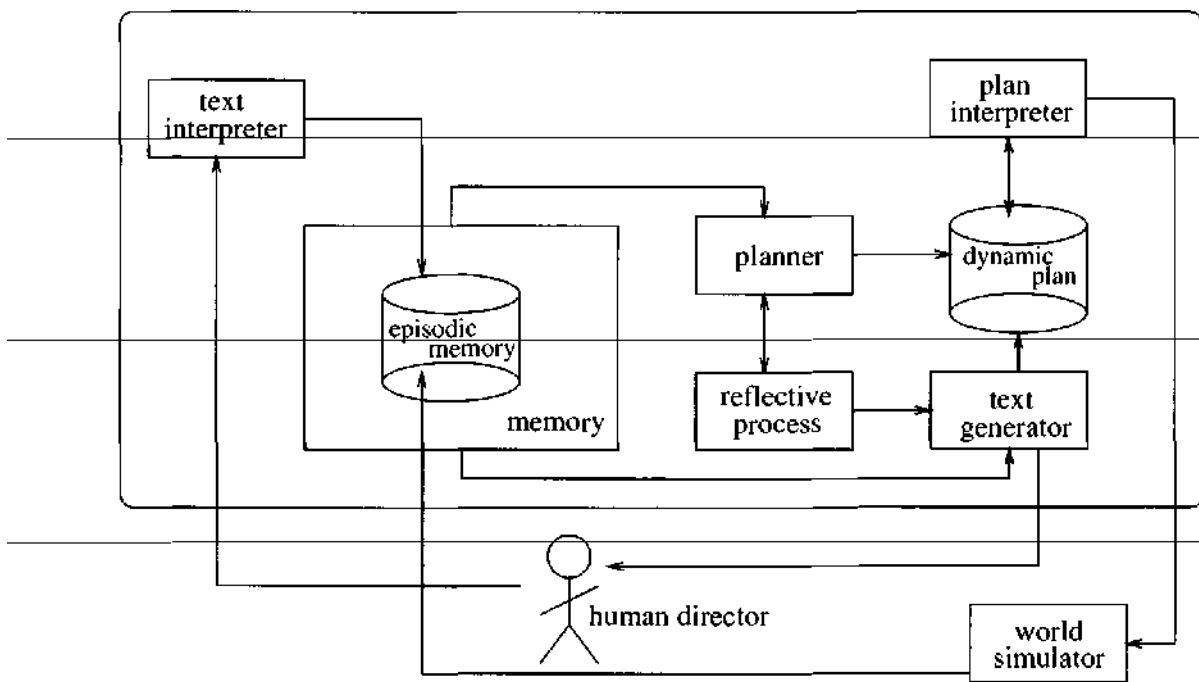 text
interpreter
plan
interpreter
planner
dynamic
plan
episodic
memory
memory
reflective
process
text
generator
human director
world
simulator